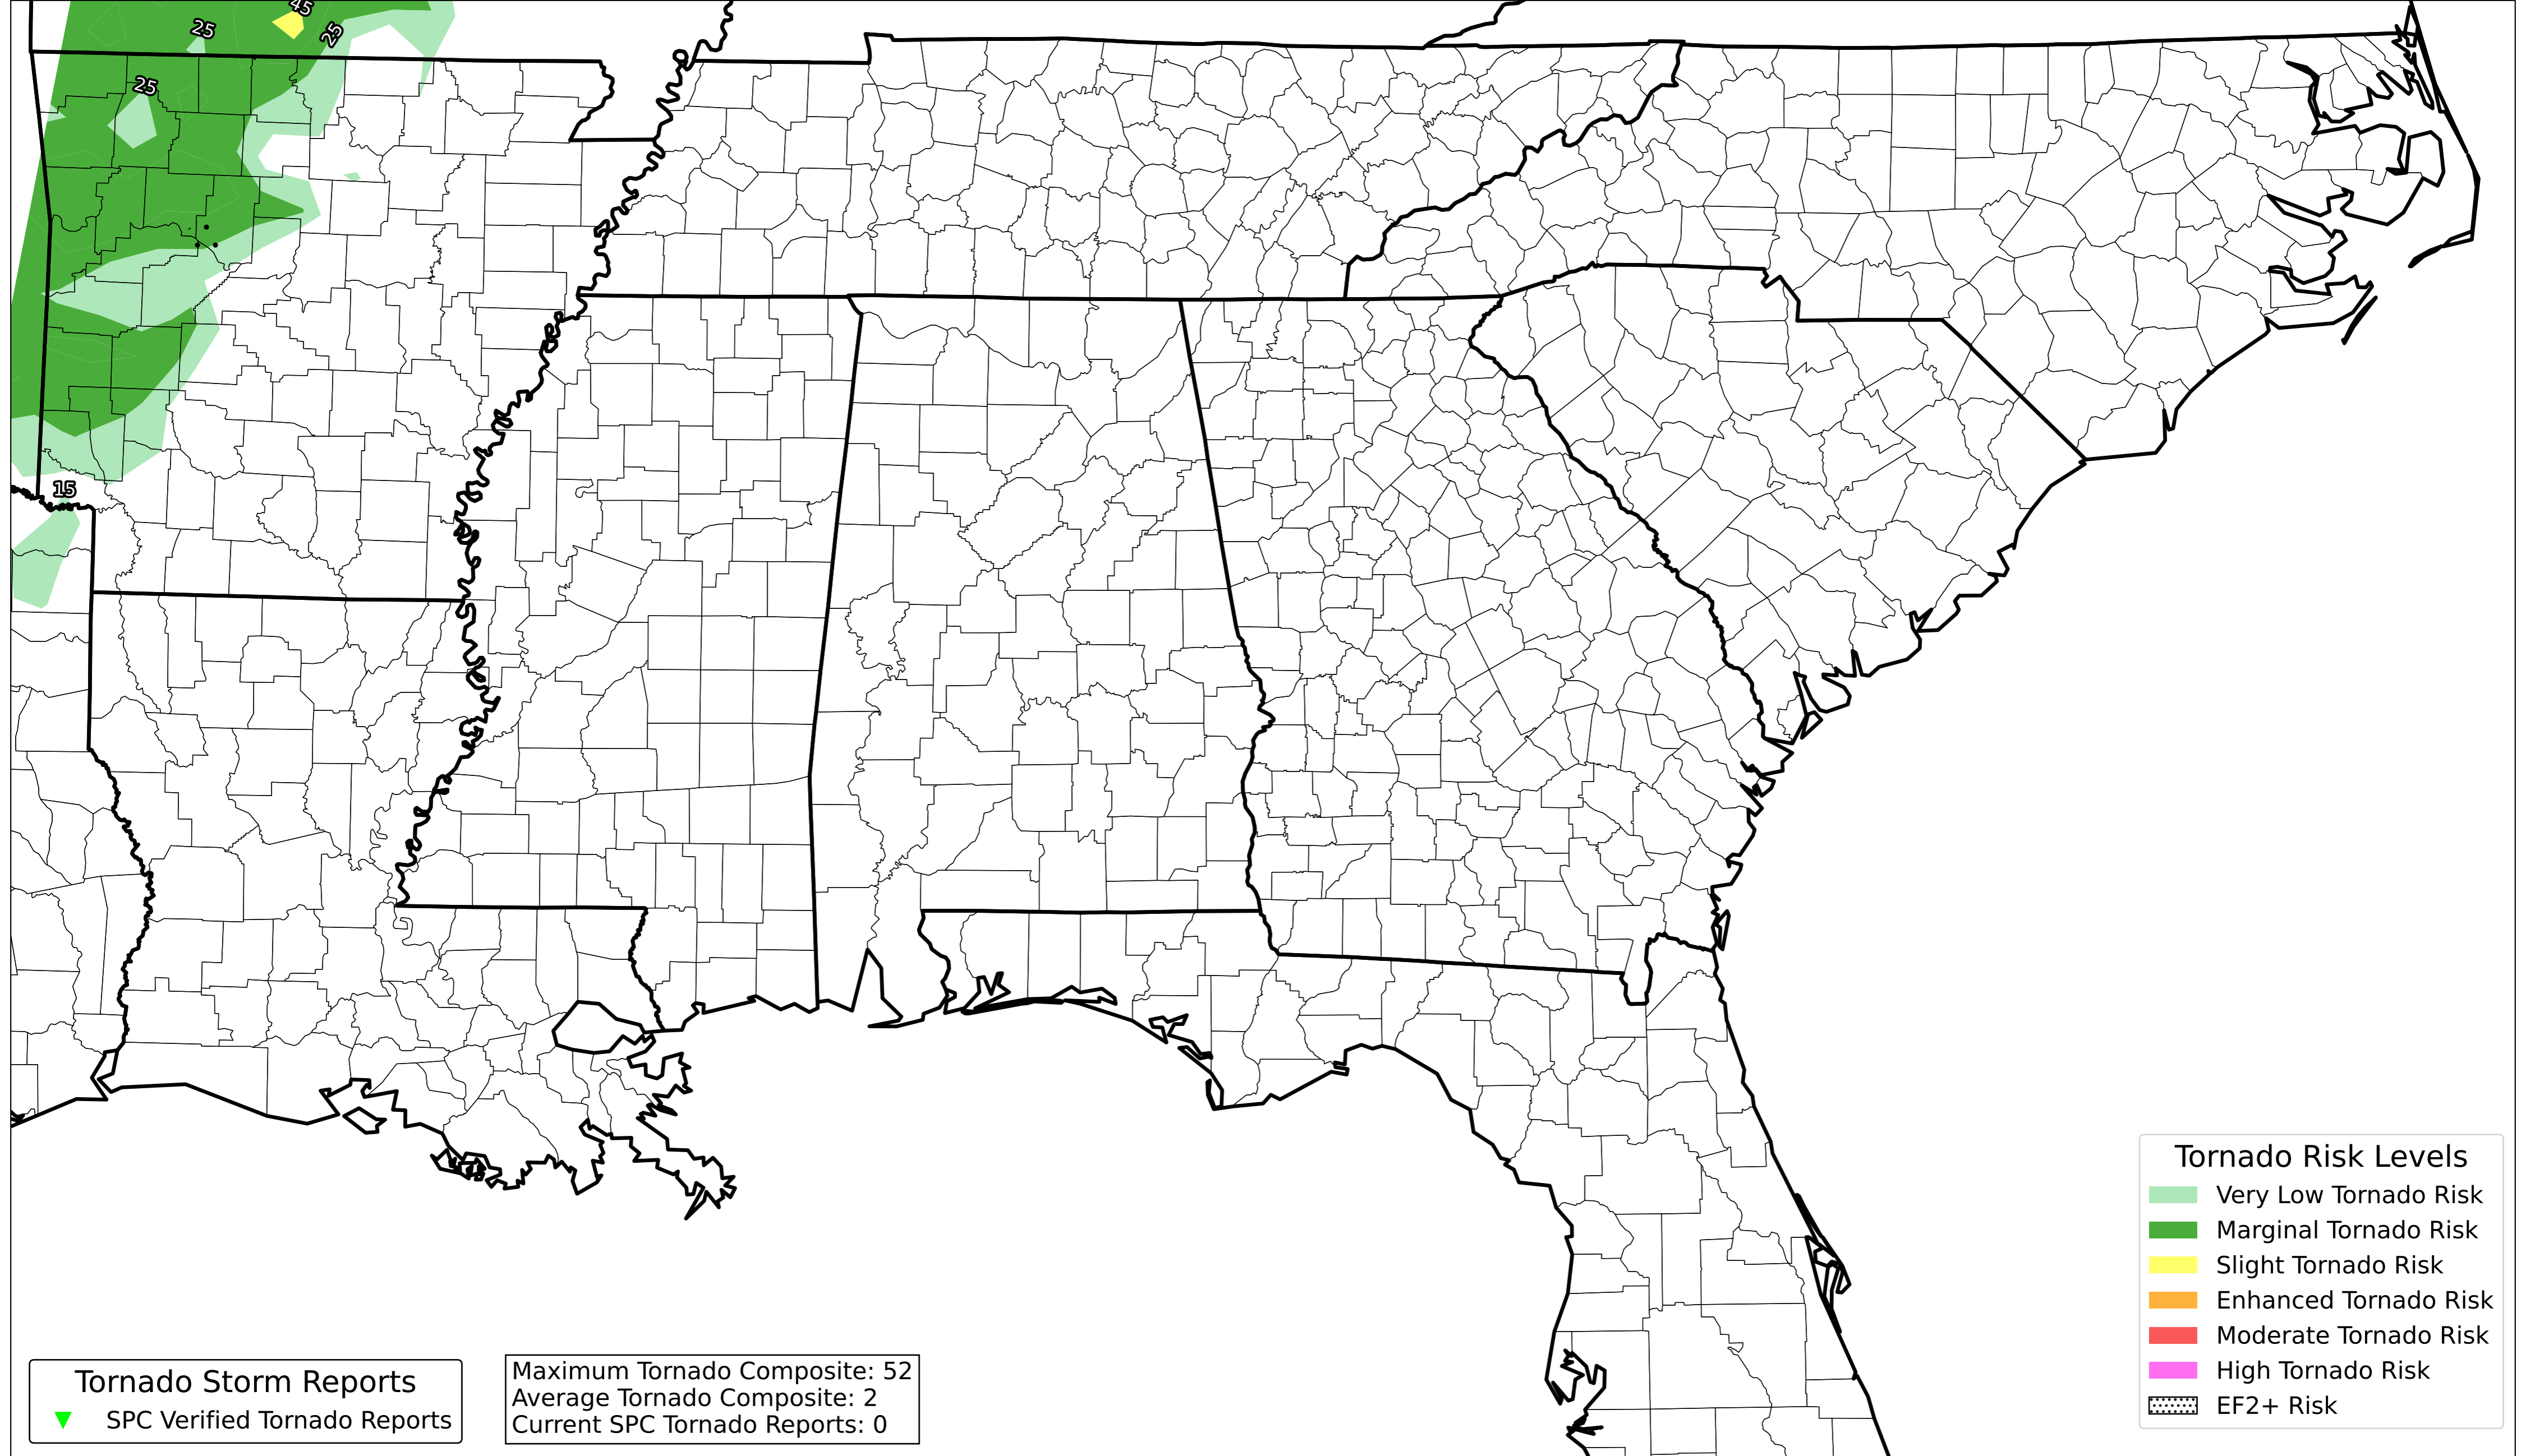 45
25
25
25
15
Tornado Risk Levels
Very Low Tornado Risk
Marginal Tornado Risk
Slight Tornado Risk
Enhanced Tornado Risk
Moderate Tornado Risk
High Tornado Risk
EF2+ Risk
Tornado Storm Reports
SPC Verified Tornado Reports
Maximum Tornado Composite: 52
Average Tornado Composite: 2
Current SPC Tornado Reports: 0